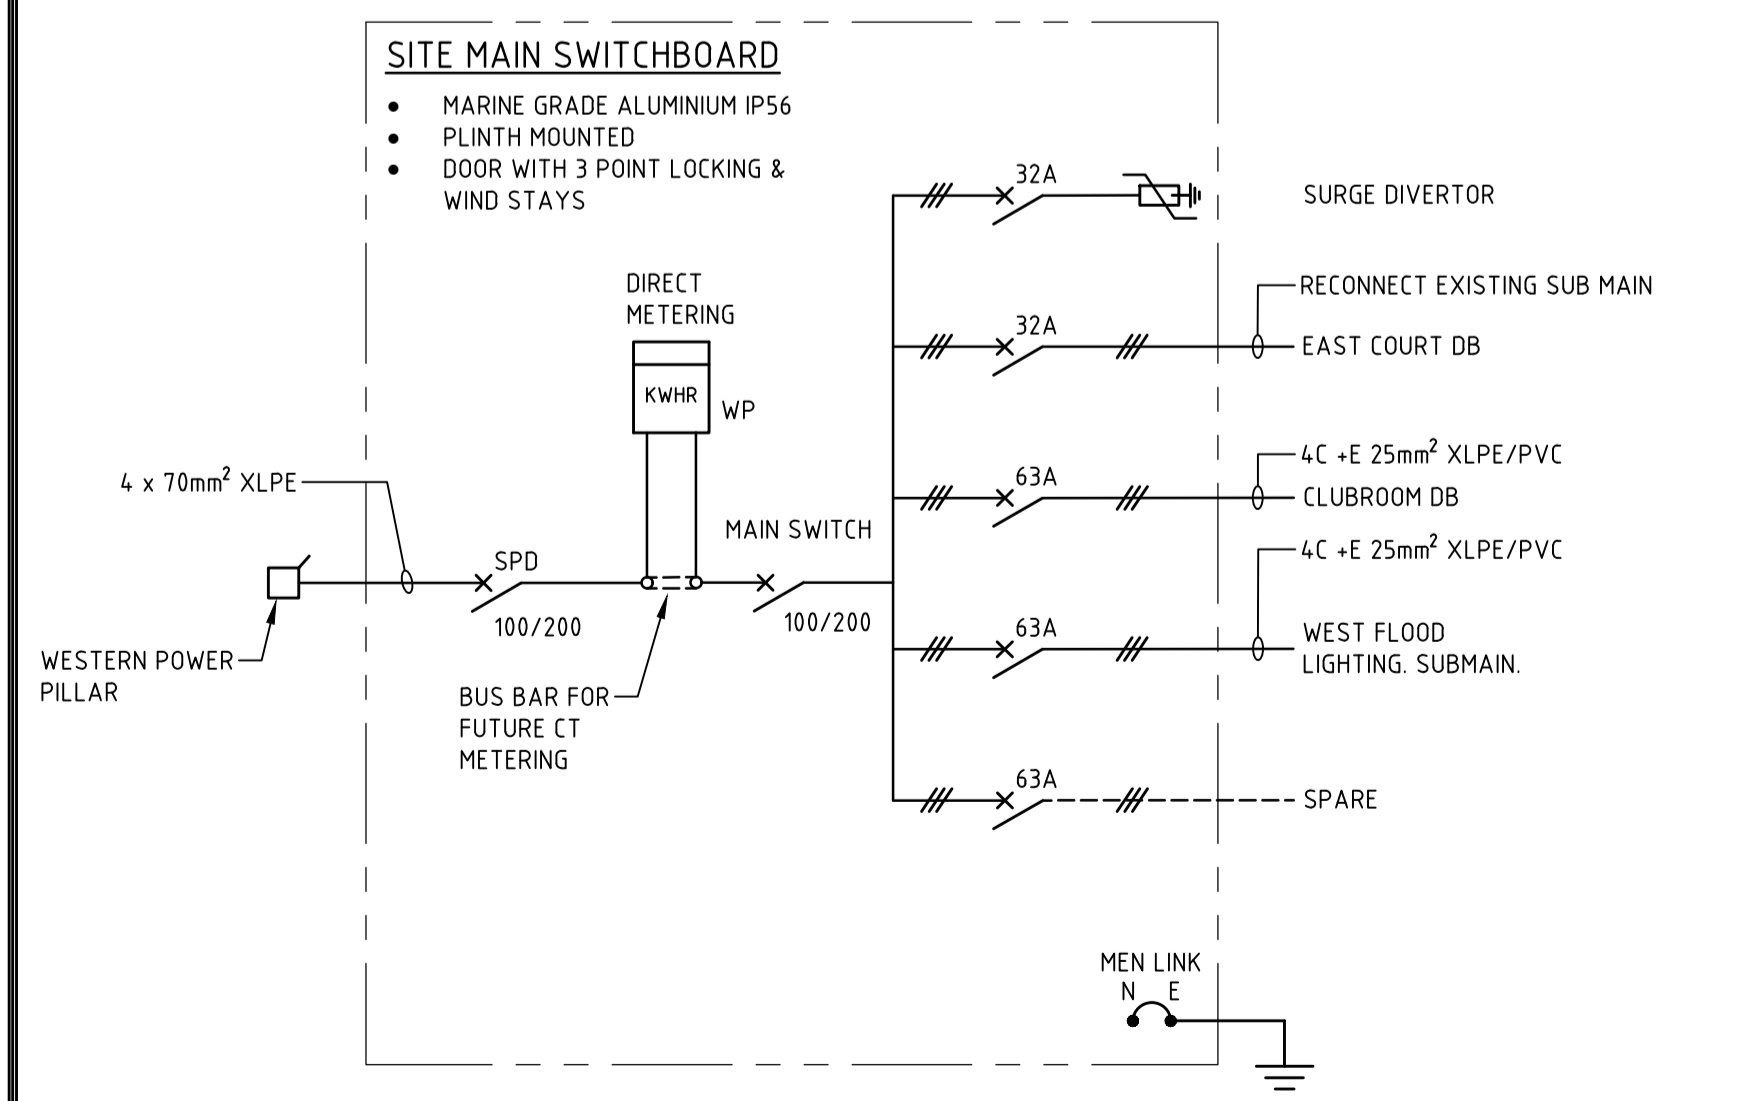 SITE MAIN SWITCHBOARD
• MARINE GRADE ALUMINIUM IP56
• PLINTH MOUNTED
• DOOR WITH 3 POINT LOCKING &
WIND STAYS
32A
SURGE DIVERTOR
DIRECT
METERING
KWHR
WP
RECONNECT EXISTING SUB MAIN
32A
EAST COURT DB
4C +E 25mm² XLPE/PVC
63A
CLUBROOM DB
4 x 70mm² XLPE
MAIN SWITCH
4C +E 25mm² XLPE/PVC
SPD
100/200
100/200
63A
WEST FLOOD
LIGHTING. SUBMAIN.
WESTERN POWER
PILLAR
BUS BAR FOR
FUTURE CT
METERING
63A
SPARE
MEN LINK
N E